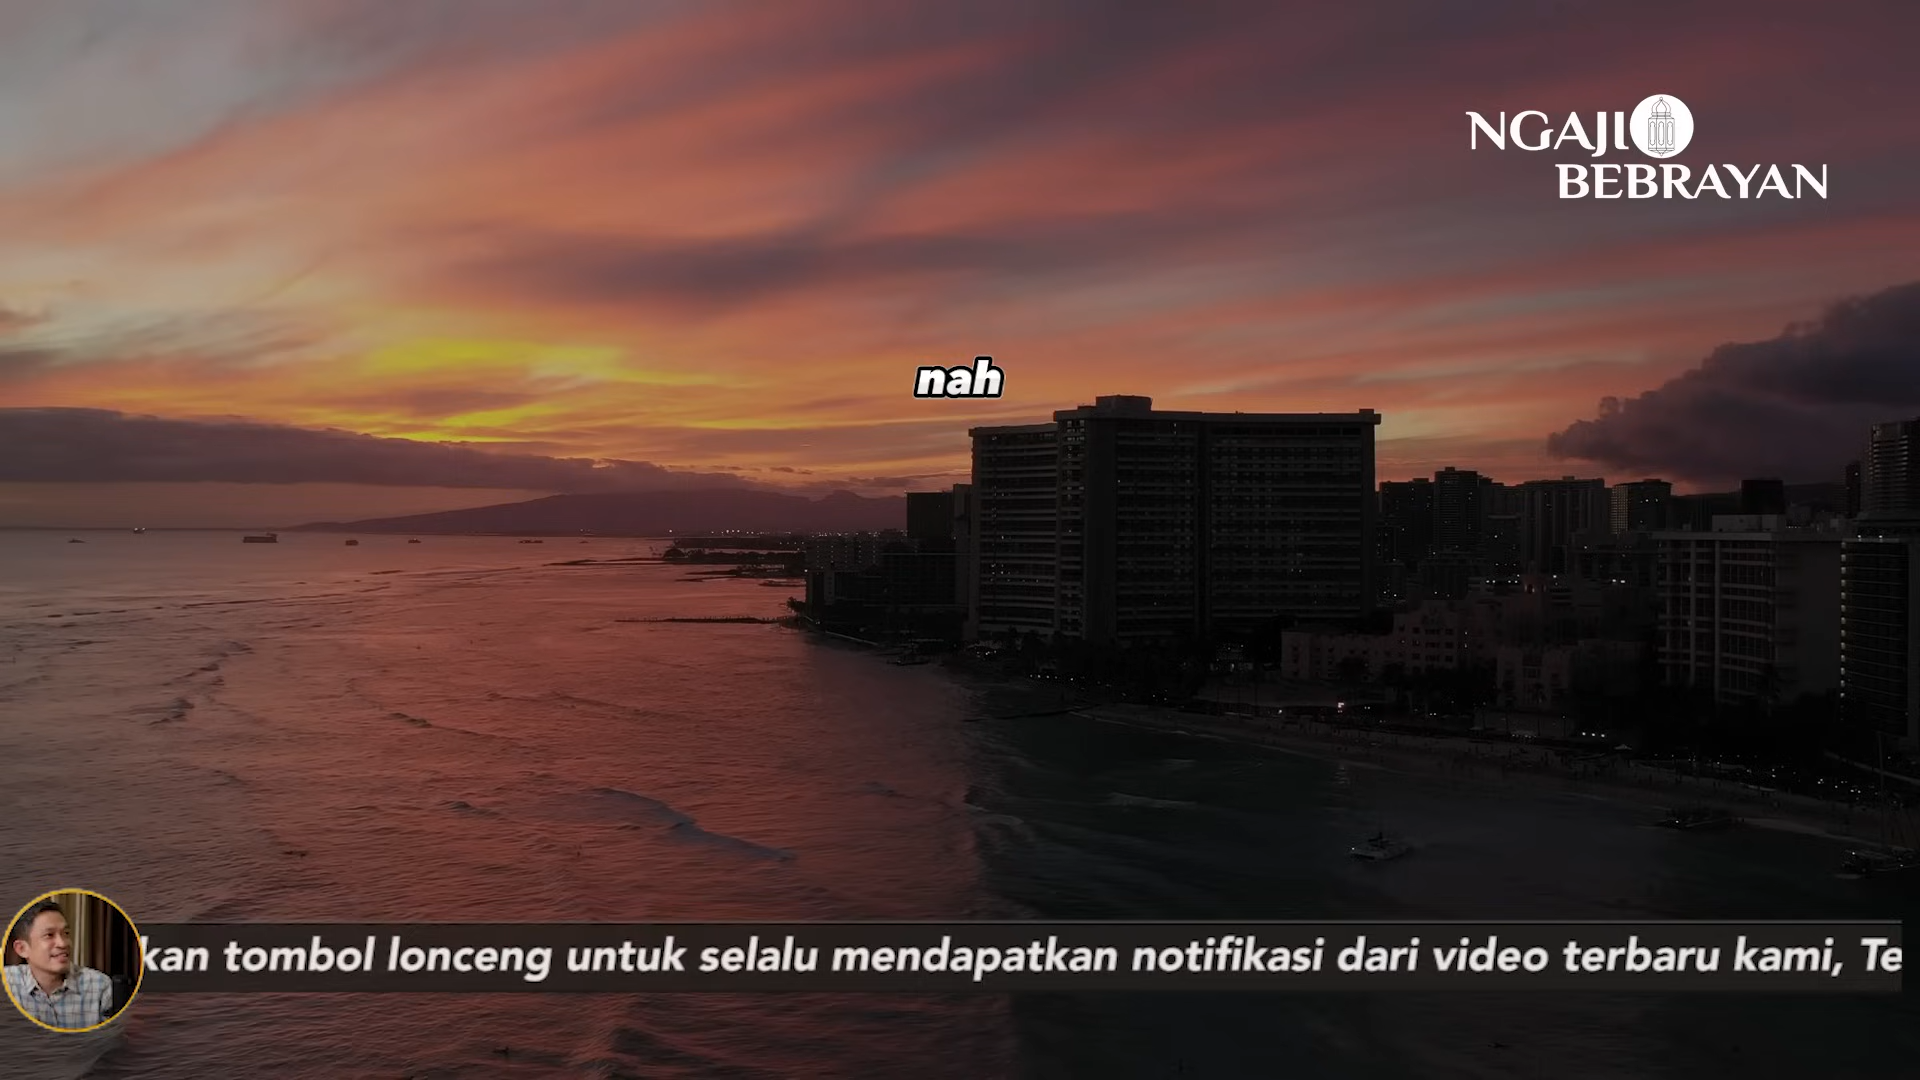 NGAJI
BEBRAYAN
nah
kan tombol lonceng untuk selalu mendapatkan notifikasi dari video terbaru kami, Te